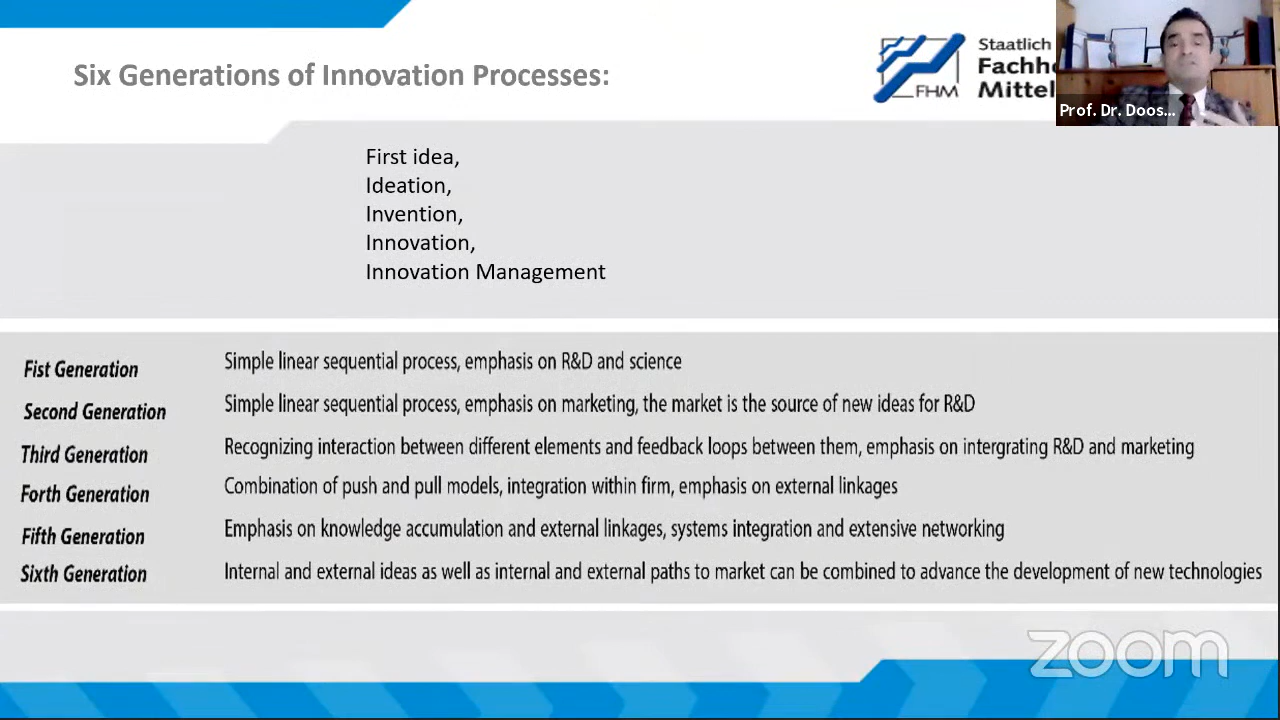 Six Generations of Innovation Processes:
FHM
Staatlich
Fachho
Mittel
Prof. Dr. Doos...
First idea,
Ideation,
Invention,
Innovation,
Innovation Management
Fist Generation Simple linear sequential process, emphasis on R&D and science
Second Generation Simple linear sequential process, emphasis on marketing, the market is the source of new ideas for R&D
Third Generation Recognizing interaction between different elements and feedback loops between them, emphasis on intergrating R&D and marketing
Forth Generation Combination of push and pull models, integration within firm, emphasis on external linkages
Fifth Generation Emphasis on knowledge accumulation and external linkages, systems integration and extensive networking
Sixth Generation Internal and external ideas as well as internal and external paths to market can be combined to advance the development of new technologies
zoom